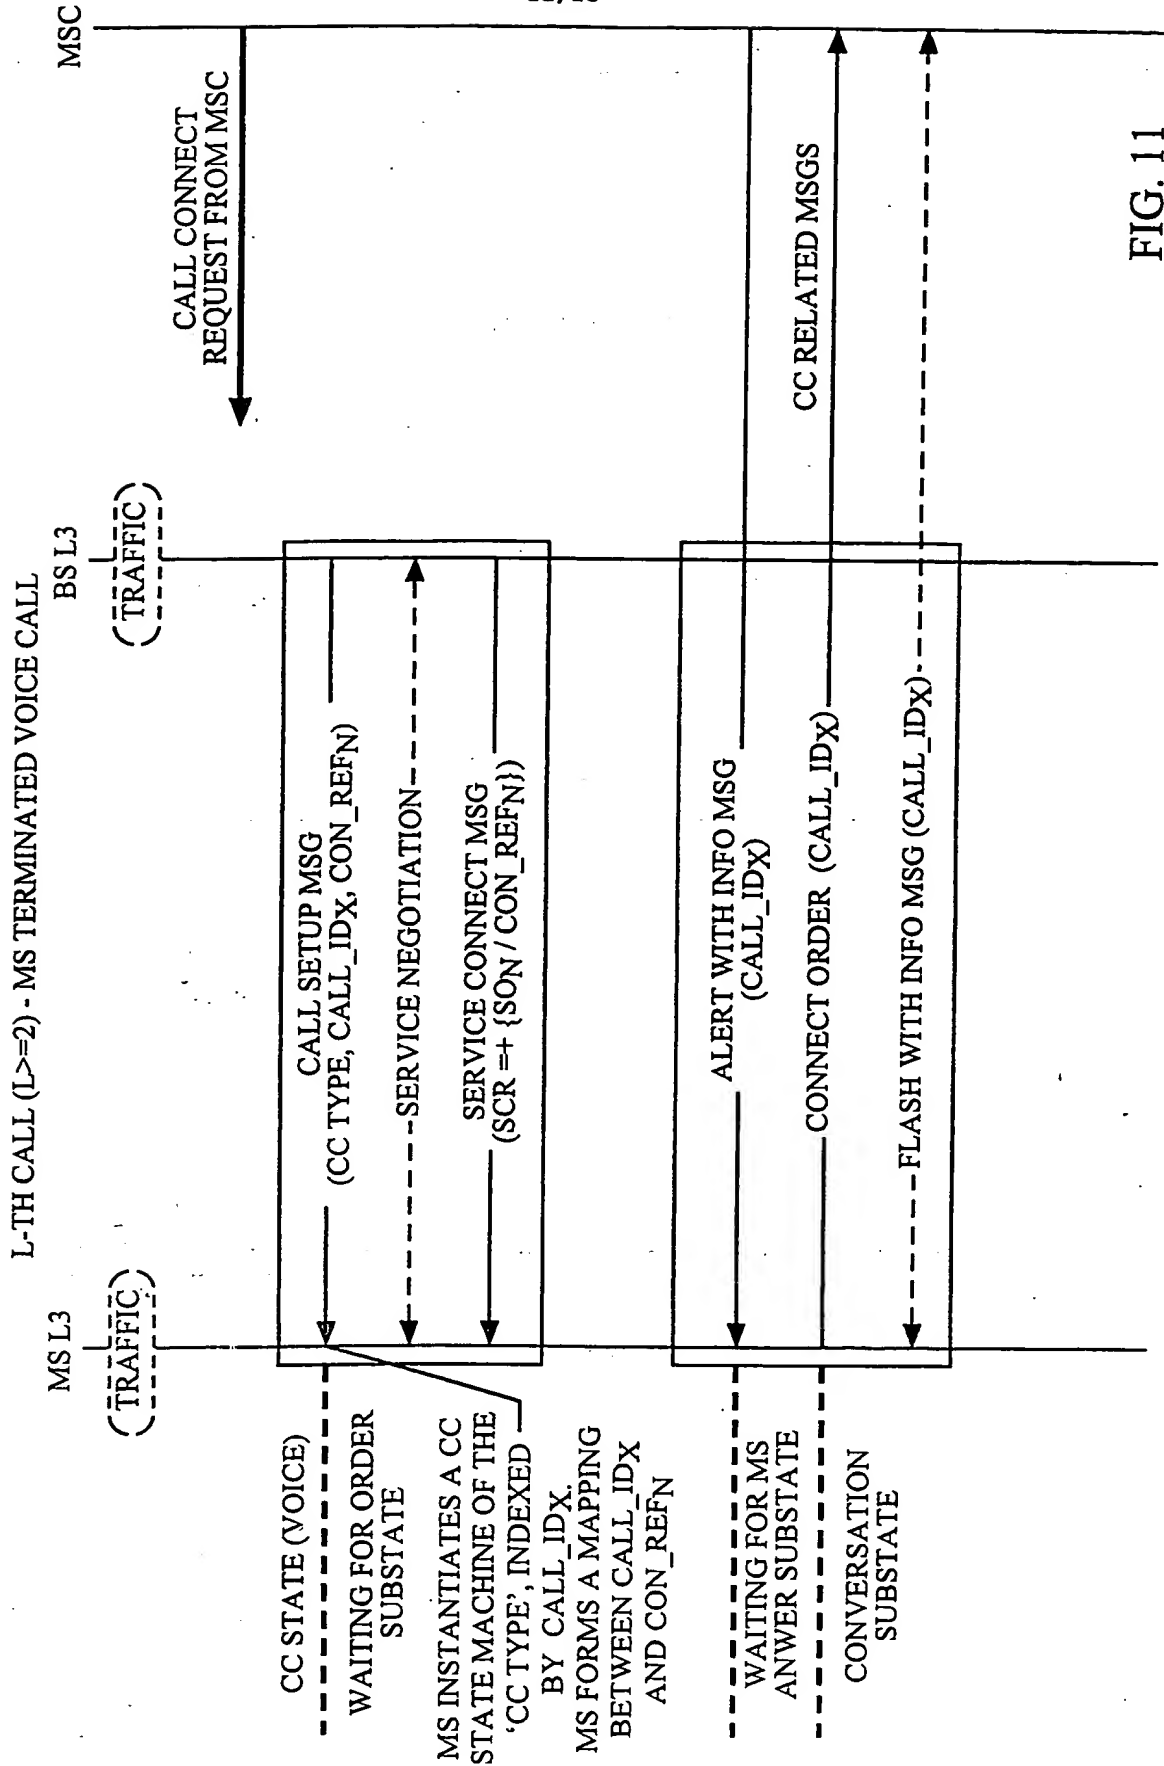 L-TH CALL (L>=2) - MS TERMINATED VOICE CALL
MS L3
BS L3
MSC
(TRAFFIC)
(TRAFFIC)
CALL CONNECT
REQUEST FROM MSC
CC STATE (VOICE)
WAITING FOR ORDER
SUBSTATE
CALL SETUP MSG
(CC TYPE, CALL_IDX, CON_REFN)
SERVICE NEGOTIATION
SERVICE CONNECT MSG
(SCR =+ {SON / CON_REFN})
MS INSTANTIATES A CC
STATE MACHINE OF THE
'CC TYPE', INDEXED
BY CALL_IDX.
MS FORMS A MAPPING
BETWEEN CALL_IDX
AND CON_REFN
WAITING FOR MS
ANWER SUBSTATE
ALERT WITH INFO MSG
(CALL_IDX)
CC RELATED MSGS
CONNECT ORDER (CALL_IDX)
CONVERSATION
SUBSTATE
FLASH WITH INFO MSG (CALL_IDX)
FIG. 11